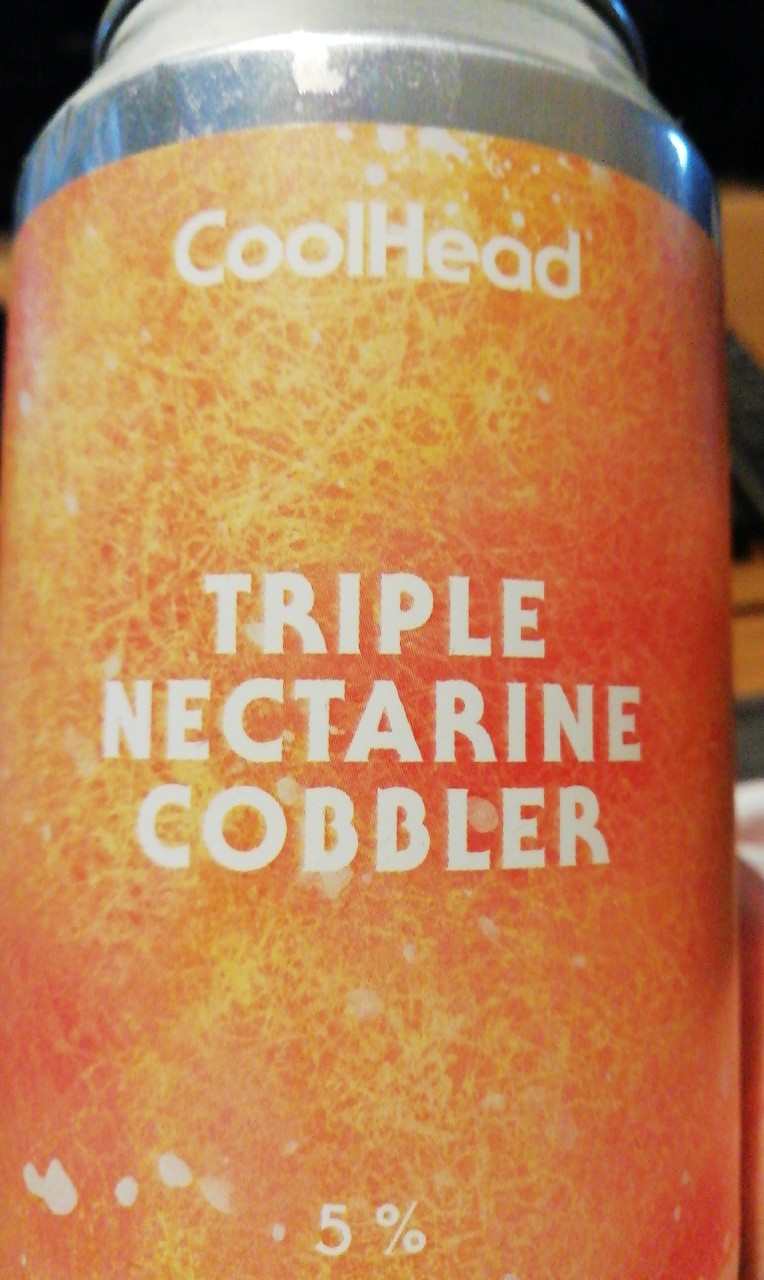 CoolHead
TRIPLE
NECTARINE
COBBLER
5 %